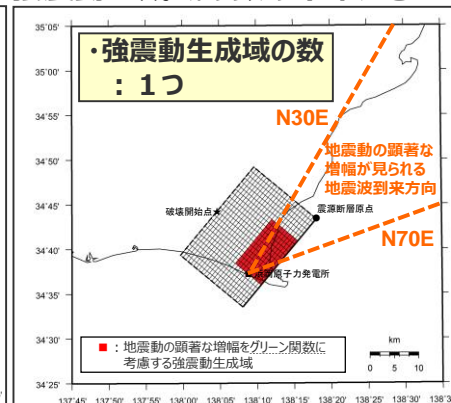 ・強震動生成域の数
：1つ
N30E
地震動の顕著な
増幅が見られる
地震波到来方向
破壊開始点
震源断層原点
N70E
原子力発電所
■：地震動の顕著な増幅をグリーン関数に
考慮する強震動生成域
km
0 5 10
35°05'
35°00'
34°55'
34°50'
34°45'
34°40'
34°35'
34°30'
34°25'
137°45' 137°50' 137°55' 138°00' 138°05' 138°10' 138°15' 138°20' 138°25' 138°30'